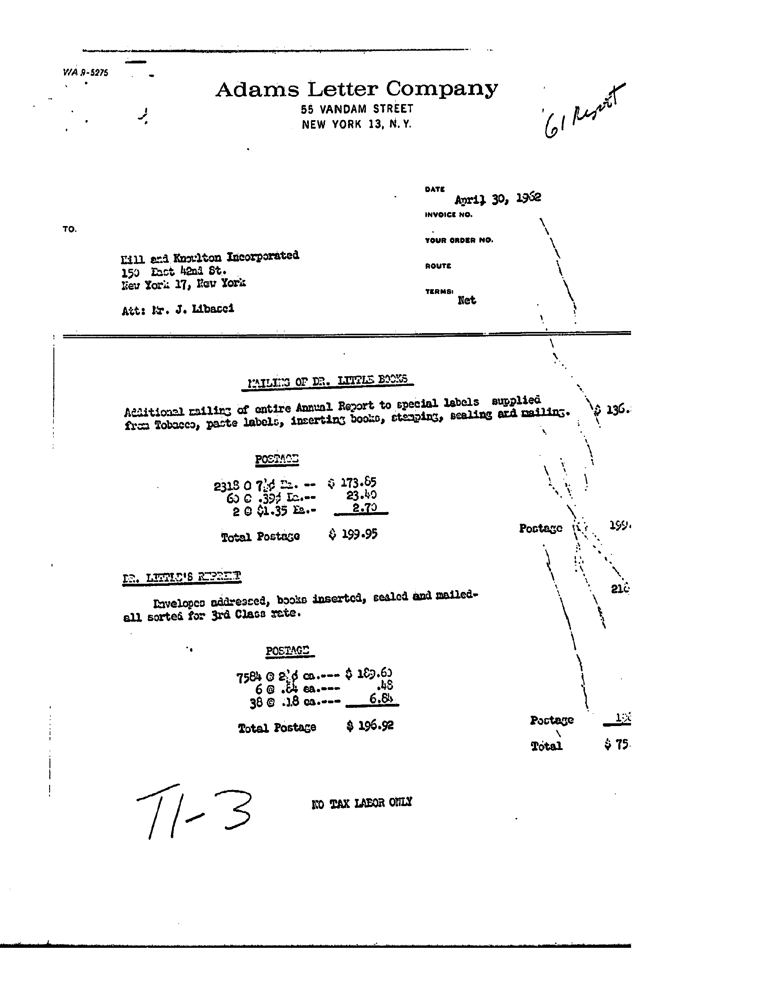 WA 9-5275
Adams Letter Company
55 VANDAM STREET
NEW YORK 13, N.Y.
'61 Report
DATE
April 30, 1962
INVOICE NO.
TO.
YOUR ORDER NO.
Hill and Knoulton Incorporated
150 East 42nd St.
ROUTE
New York 17, New York
TERMS:
Net
Att: Mr. J. Libacci
MAILING OF DR. LITTLE BOOKS
Additional mailing of entire Annual Report to special labels supplied
from Tobacco, paste labels, inserting books, stamping, sealing and mailing. $ 136.
POSTAGE
2318 @ 7½¢ Ea. -- $ 173.85
60 @ .39¢ Ea.-- 23.40
2 @ $1.35 Ea.- 2.70
Total Postage $ 199.95 Postage 199.
DR. LITTLE'S REPRINT
Envelopes addressed, books inserted, sealed and mailed-
all sorted for 3rd Class rate.
POSTAGE
7584 @ 2½¢ ea.--- $ 189.60
6 @ ea.--- .48
38 @ .18 ea.--- 6.84
Total Postage $ 196.92 Postage
Total $ 75
TI-3
NO TAX LABOR ONLY